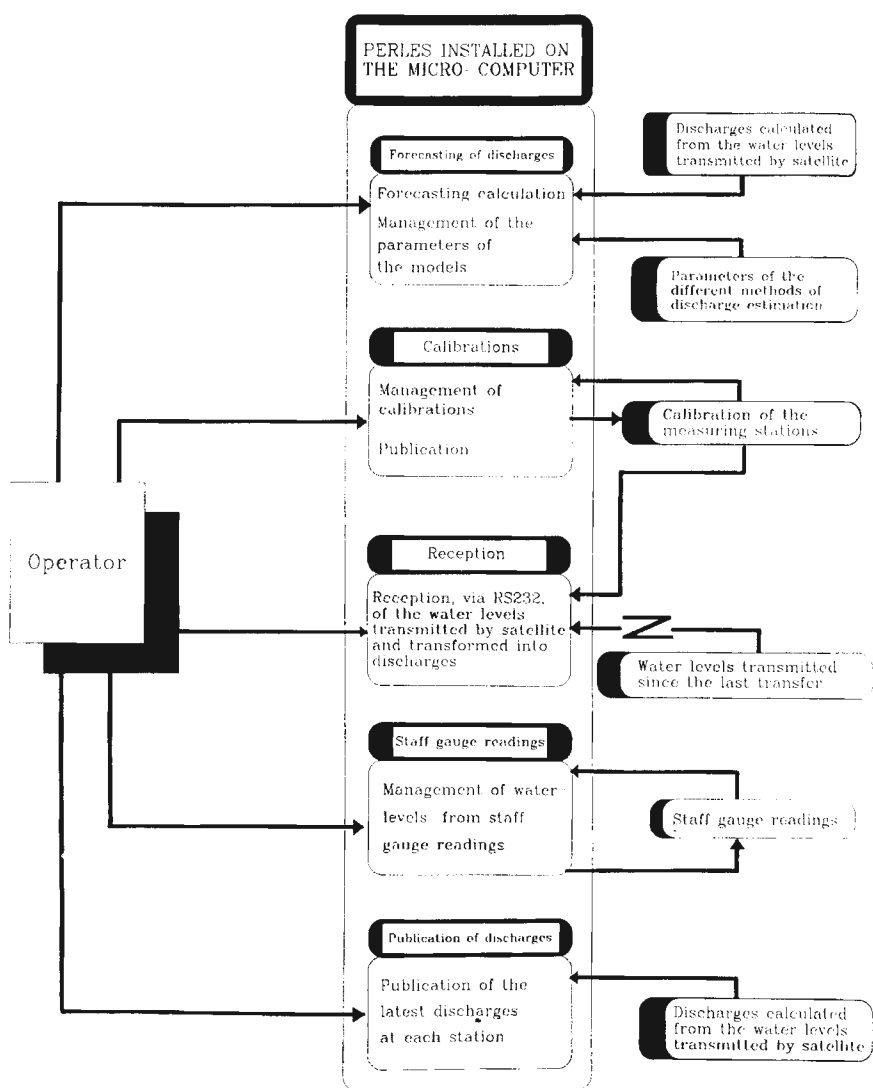 PERLES INSTALLED ON
THE MICRO- COMPUTER
Forecasting of discharges
Forecasting calculation
Management of the
parameters of
the models
Discharges calculated
from the water levels
transmitted by satellite
Parameters of the
different methods of
discharge estimation
Calibrations
Management of
calibrations
Publication
Calibration of the
measuring stations
Operator
Reception
Reception, via RS232,
of the water levels
transmitted by satellite
and transformed into
discharges
Water levels transmitted
since the last transfer
Staff gauge readings
Management of water
levels from staff
gauge readings
Staff gauge readings
Publication of discharges
Publication of the
latest discharges
at each station
Discharges calculated
from the water levels
transmitted by satellite